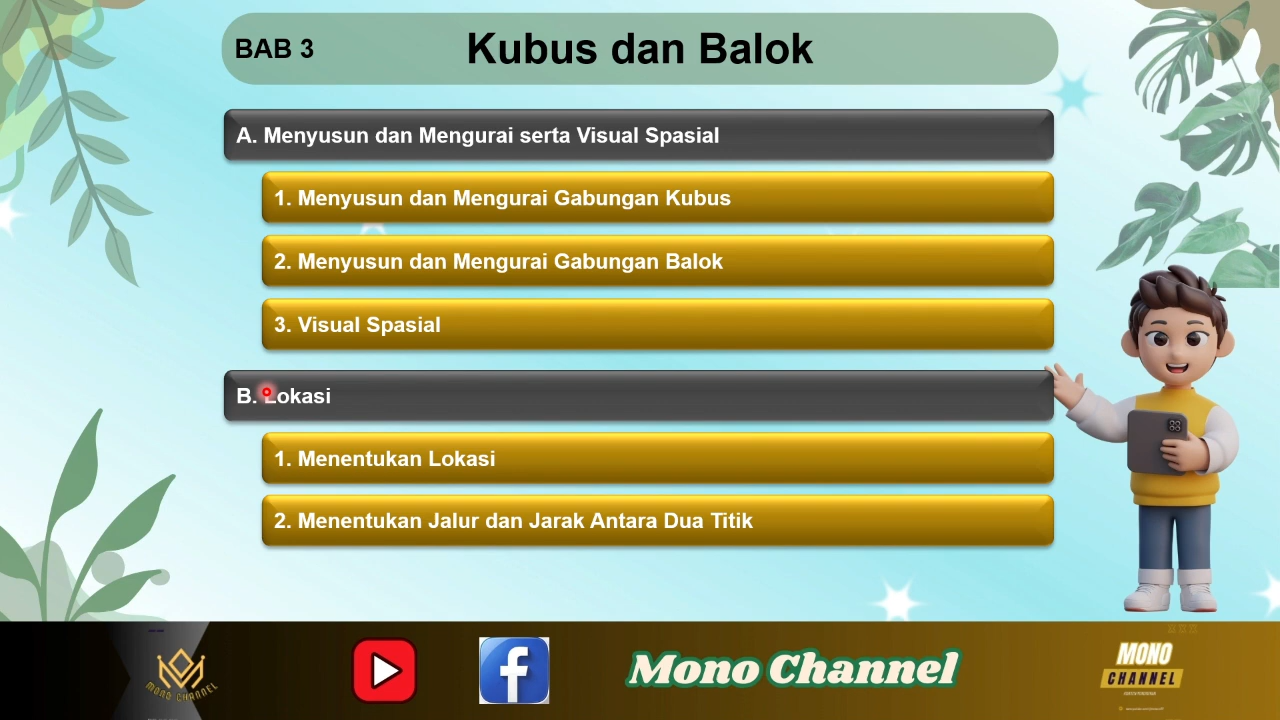 BAB 3
Kubus dan Balok
A. Menyusun dan Mengurai serta Visual Spasial
1. Menyusun dan Mengurai Gabungan Kubus
2. Menyusun dan Mengurai Gabungan Balok
3. Visual Spasial
B. Lokasi
1. Menentukan Lokasi
2. Menentukan Jalur dan Jarak Antara Dua Titik
MONO CHANNEL
Mono Channel
MONO
CHANNEL